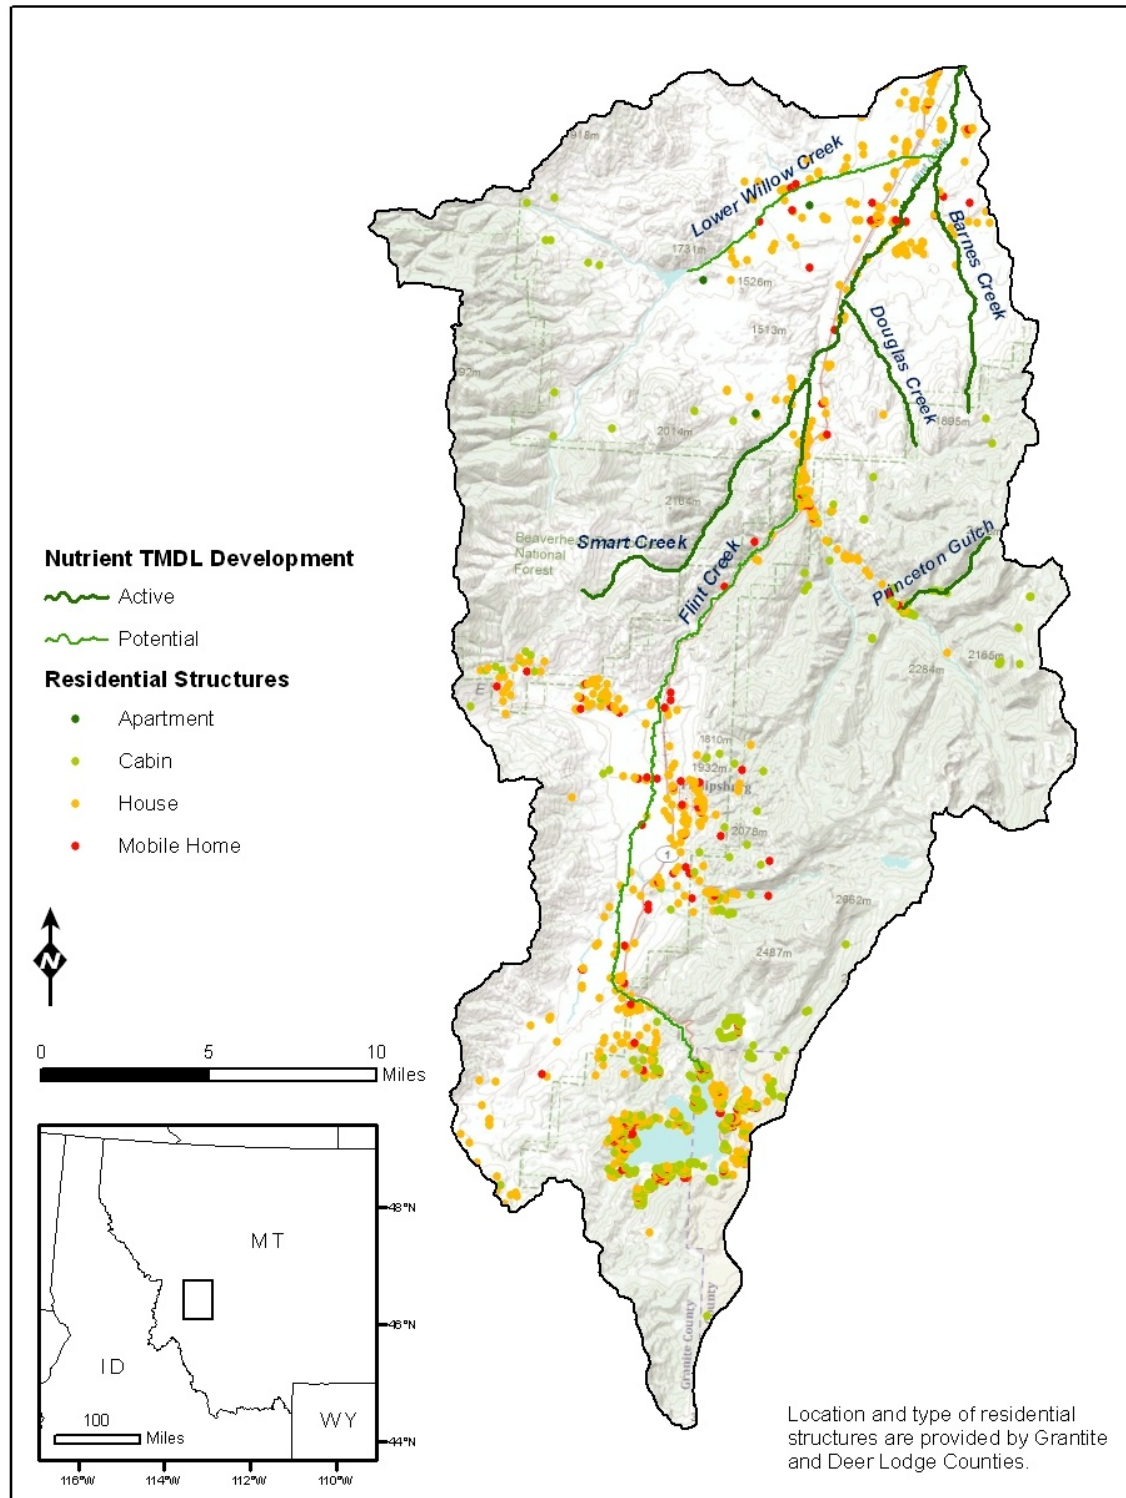 Nutrient TMDL Development
Active
Potential
Residential Structures
Apartment
Cabin
House
Mobile Home
N
0 5 10
Miles
48°N
46°N
44°N
MT
ID
WY
100
Miles
116°W 114°W 112°W 110°W
Lower Willow Creek
Barnes Creek
Douglas Creek
Smart Creek
Flint Creek
Princeton Gulch
1731m
1526m
1513m
2014m
1895m
2164m
National
Forest
2284m
2165m
1810m
1932m
2078m
1
2487m
Granite County
Location and type of residential
structures are provided by Grantite
and Deer Lodge Counties.